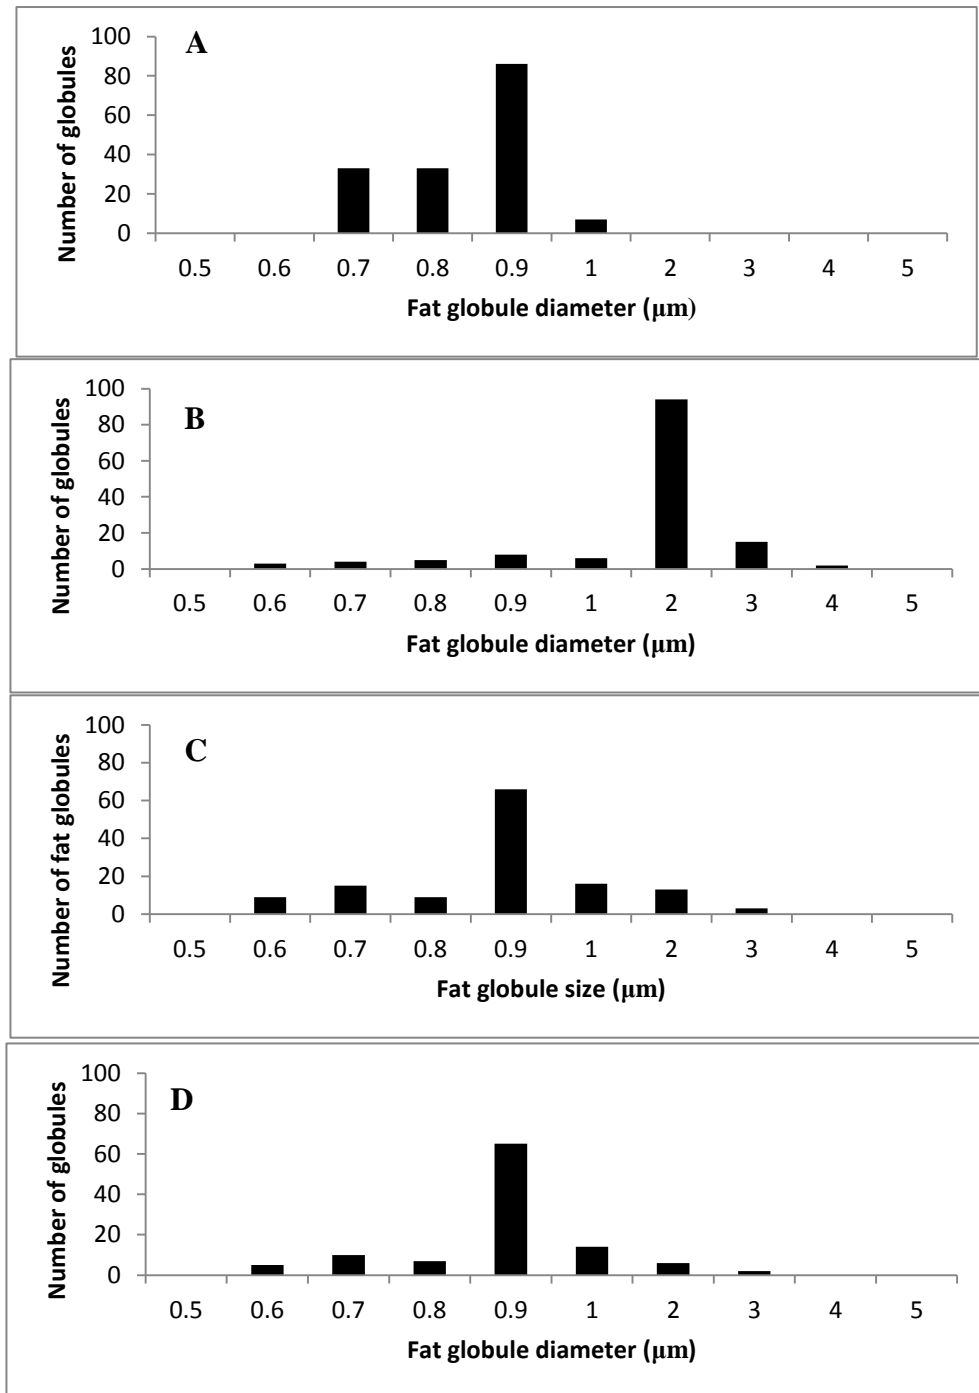 A
Number of globules
100
80
60
40
20
0
0.5 0.6 0.7 0.8 0.9 1 2 3 4 5
Fat globule diameter (µm)
B
Number of globules
100
80
60
40
20
0
0.5 0.6 0.7 0.8 0.9 1 2 3 4 5
Fat globule diameter (µm)
C
Number of fat globules
100
80
60
40
20
0
0.5 0.6 0.7 0.8 0.9 1 2 3 4 5
Fat globule size (µm)
D
Number of globules
100
80
60
40
20
0
0.5 0.6 0.7 0.8 0.9 1 2 3 4 5
Fat globule diameter (µm)